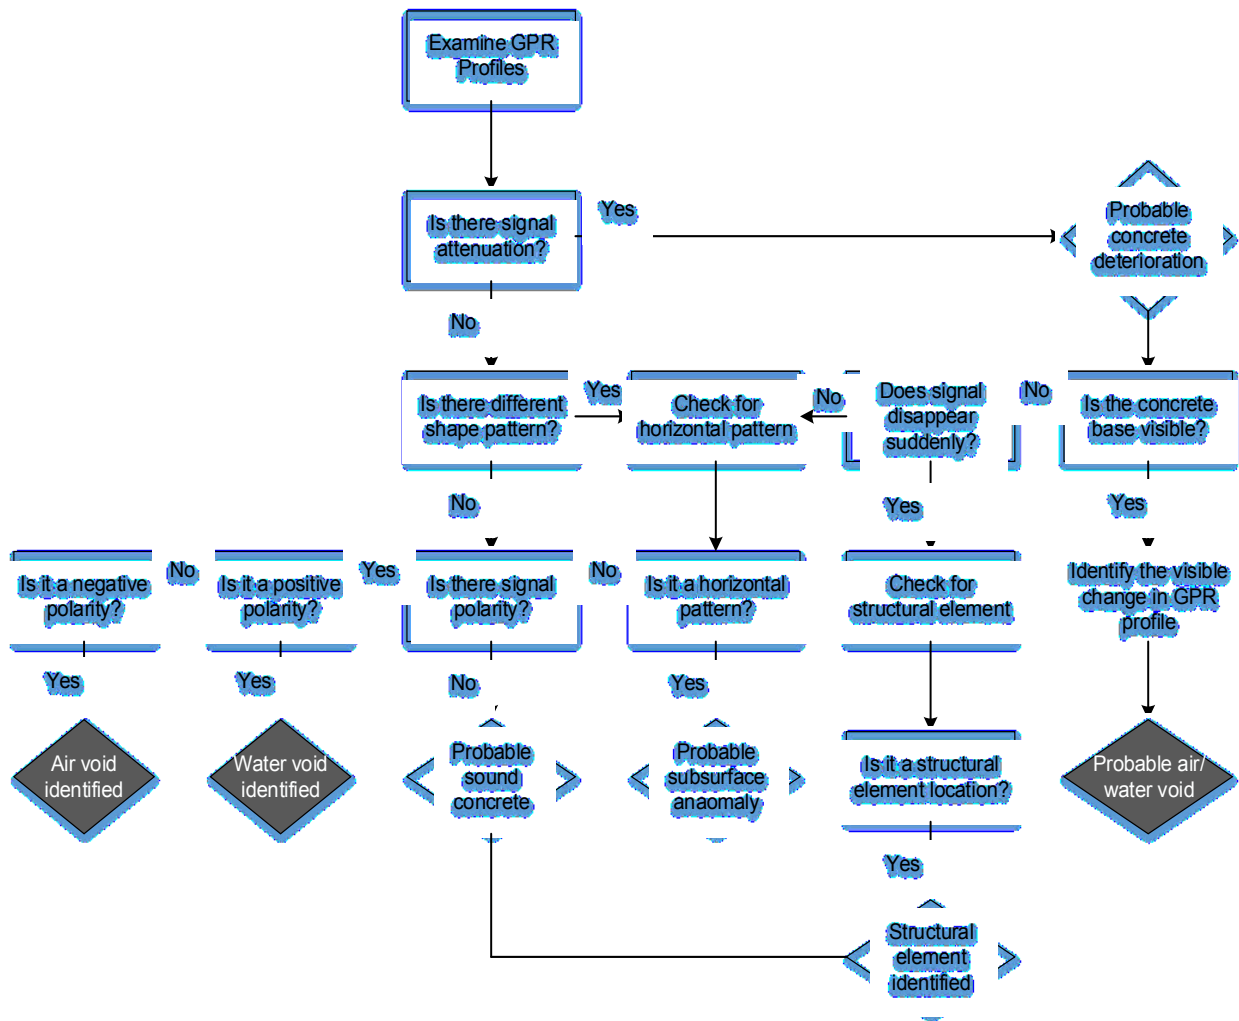 Examine GPR
Profiles
Is there signal
attenuation?
Yes
Probable
concrete
deterioration
No
Is there different
shape pattern?
Yes
Check for
horizontal pattern
No
Does signal
disappear
suddenly?
No
Is the concrete
base visible?
No
Yes
Yes
Is it a negative
polarity?
No
Is it a positive
polarity?
Yes
Is there signal
polarity?
No
Is it a horizontal
pattern?
Check for
structural element
Identify the visible
change in GPR
profile
Yes
Yes
No
Yes
Air void
identified
Water void
identified
Probable
sound
concrete
Probable
subsurface
anaomaly
Is it a structural
element location?
Probable air/
water void
Yes
Structural
element
identified